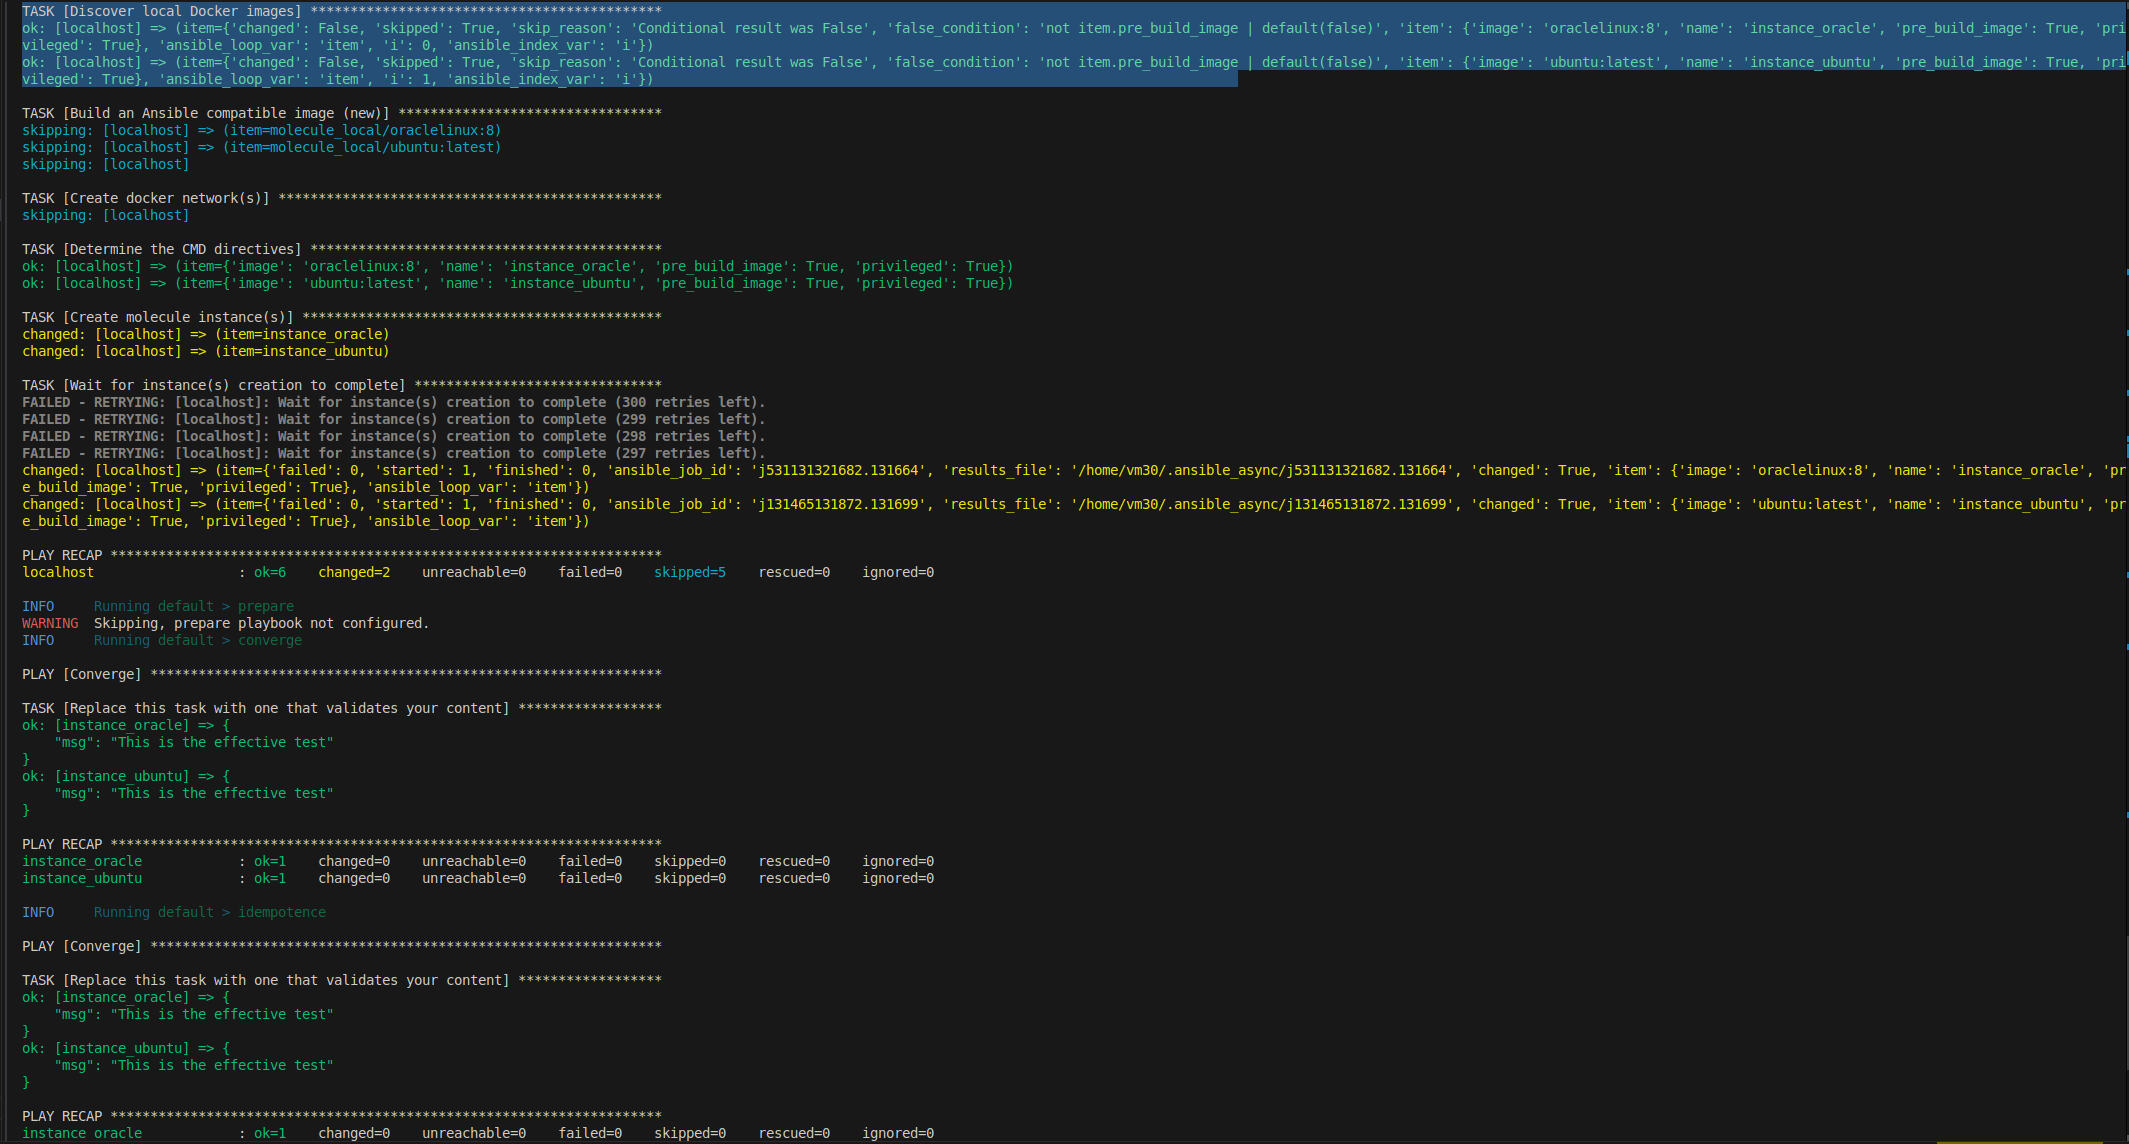 TASK [Discover local Docker images] ********************************************
ok: [localhost] => (item={'changed': False, 'skipped': True, 'skip_reason': 'Conditional result was False', 'false_condition': 'not item.pre_build_image | default(false)', 'item': {'image': 'oraclelinux:8', 'name': 'instance_oracle', 'pre_build_image': True, 'pri
vileged': True}, 'ansible_loop_var': 'item', 'i': 0, 'ansible_index_var': 'i'})
ok: [localhost] => (item={'changed': False, 'skipped': True, 'skip_reason': 'Conditional result was False', 'false_condition': 'not item.pre_build_image | default(false)', 'item': {'image': 'ubuntu:latest', 'name': 'instance_ubuntu', 'pre_build_image': True, 'pri
vileged': True}, 'ansible_loop_var': 'item', 'i': 1, 'ansible_index_var': 'i'})
TASK [Build an Ansible compatible image (new)] *********************************
skipping: [localhost] => (item=molecule_local/oraclelinux:8)
skipping: [localhost] => (item=molecule_local/ubuntu:latest)
skipping: [localhost]
TASK [Create docker network(s)] ************************************************
skipping: [localhost]
TASK [Determine the CMD directives] ********************************************
ok: [localhost] => (item={'image': 'oraclelinux:8', 'name': 'instance_oracle', 'pre_build_image': True, 'privileged': True})
ok: [localhost] => (item={'image': 'ubuntu:latest', 'name': 'instance_ubuntu', 'pre_build_image': True, 'privileged': True})
TASK [Create molecule instance(s)] *********************************************
changed: [localhost] => (item=instance_oracle)
changed: [localhost] => (item=instance_ubuntu)
TASK [Wait for instance(s) creation to complete] *******************************
FAILED - RETRYING: [localhost]: Wait for instance(s) creation to complete (300 retries left).
FAILED - RETRYING: [localhost]: Wait for instance(s) creation to complete (299 retries left).
FAILED - RETRYING: [localhost]: Wait for instance(s) creation to complete (298 retries left).
FAILED - RETRYING: [localhost]: Wait for instance(s) creation to complete (297 retries left).
changed: [localhost] => (item={'failed': 0, 'started': 1, 'finished': 0, 'ansible_job_id': 'j531131321682.131664', 'results_file': '/home/vm30/.ansible_async/j531131321682.131664', 'changed': True, 'item': {'image': 'oraclelinux:8', 'name': 'instance_oracle', 'pr
e_build_image': True, 'privileged': True}, 'ansible_loop_var': 'item'})
changed: [localhost] => (item={'failed': 0, 'started': 1, 'finished': 0, 'ansible_job_id': 'j131465131872.131699', 'results_file': '/home/vm30/.ansible_async/j131465131872.131699', 'changed': True, 'item': {'image': 'ubuntu:latest', 'name': 'instance_ubuntu', 'pr
e_build_image': True, 'privileged': True}, 'ansible_loop_var': 'item'})
PLAY RECAP *********************************************************************
localhost                  : ok=6    changed=2    unreachable=0    failed=0    skipped=5    rescued=0    ignored=0
INFO     Running default > prepare
WARNING  Skipping, prepare playbook not configured.
INFO     Running default > converge
PLAY [Converge] ****************************************************************
TASK [Replace this task with one that validates your content] ******************
ok: [instance_oracle] => {
    "msg": "This is the effective test"
}
ok: [instance_ubuntu] => {
    "msg": "This is the effective test"
}
PLAY RECAP *********************************************************************
instance_oracle            : ok=1    changed=0    unreachable=0    failed=0    skipped=0    rescued=0    ignored=0
instance_ubuntu            : ok=1    changed=0    unreachable=0    failed=0    skipped=0    rescued=0    ignored=0
INFO     Running default > idempotence
PLAY [Converge] ****************************************************************
TASK [Replace this task with one that validates your content] ******************
ok: [instance_oracle] => {
    "msg": "This is the effective test"
}
ok: [instance_ubuntu] => {
    "msg": "This is the effective test"
}
PLAY RECAP *********************************************************************
instance_oracle            : ok=1    changed=0    unreachable=0    failed=0    skipped=0    rescued=0    ignored=0